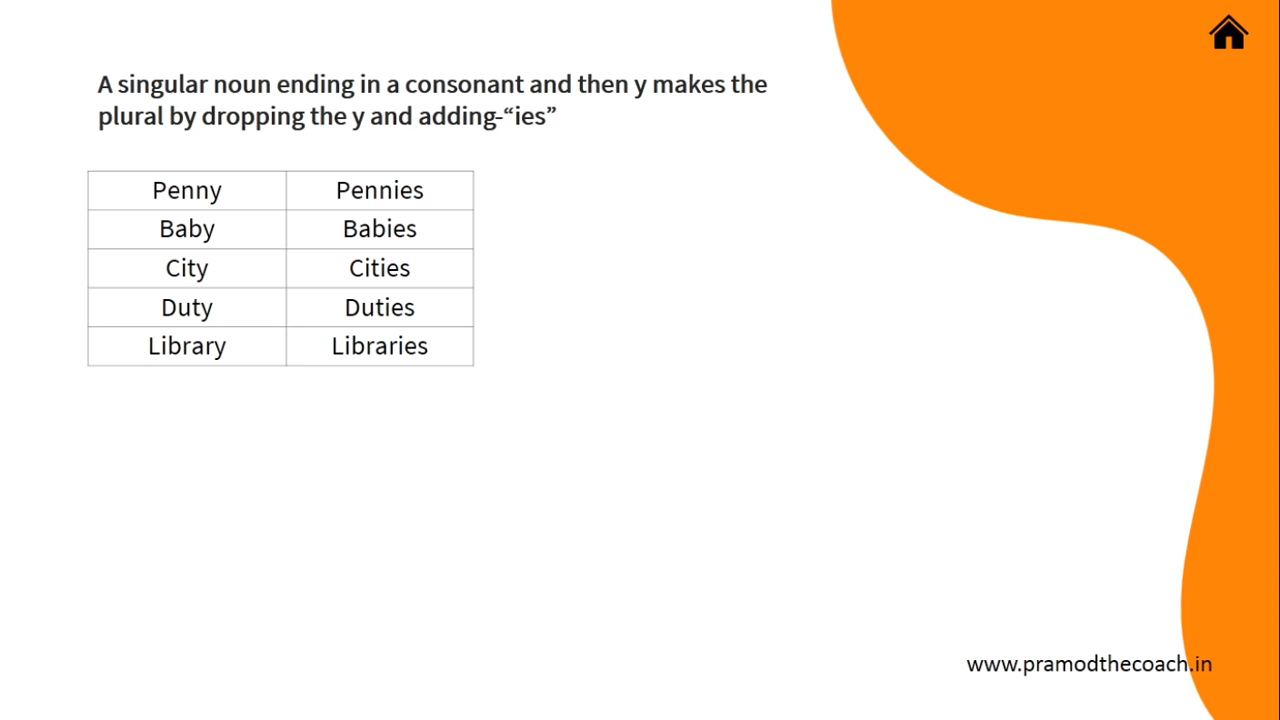 A singular noun ending in a consonant and then y makes the
plural by dropping the y and adding-“ies”
Penny Pennies
Baby Babies
City Cities
Duty Duties
Library Libraries
www.pramodthecoach.in